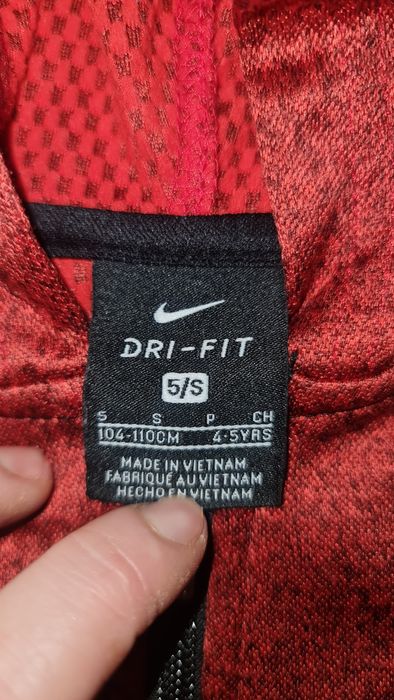 DRI-FIT
5/S
S S P CH
104-110CM 4-5YRS
MADE IN VIETNAM
FABRIQUÉ AU VIETNAM
HECHO EN VIETNAM